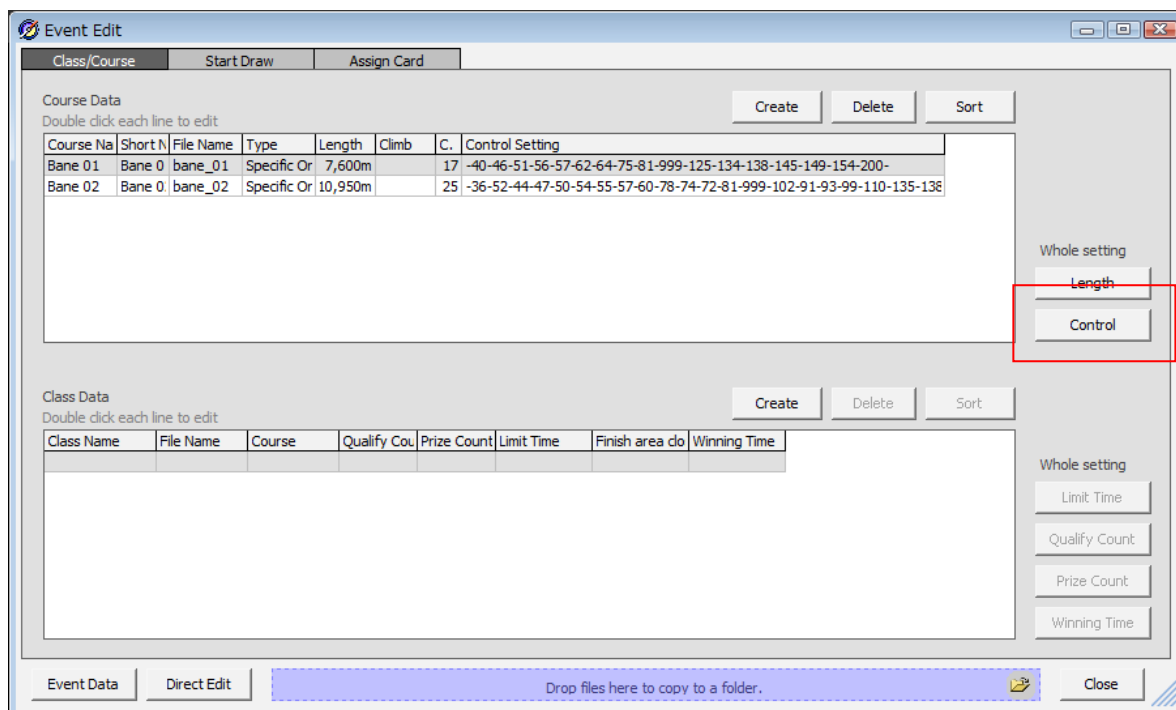 Event Edit
Class/Course Start Draw Assign Card
Course Data
Create Delete Sort
Double click each line to edit
Course Na Short N File Name Type Length Climb C. Control Setting
Bane 01 Bane 0 bane_01 Specific Or 7,600m 17 -40-46-51-56-57-62-64-75-81-999-125-134-138-145-149-154-200-
Bane 02 Bane 0 bane_02 Specific Or 10,950m 25 -36-52-44-47-50-54-55-57-60-78-74-72-81-999-102-91-93-99-110-135-138
Whole setting
Length
Control
Class Data
Create Delete Sort
Double click each line to edit
Class Name File Name Course Qualify Cou Prize Count Limit Time Finish area clo Winning Time
Whole setting
Limit Time
Qualify Count
Prize Count
Winning Time
Event Data Direct Edit Drop files here to copy to a folder. Close